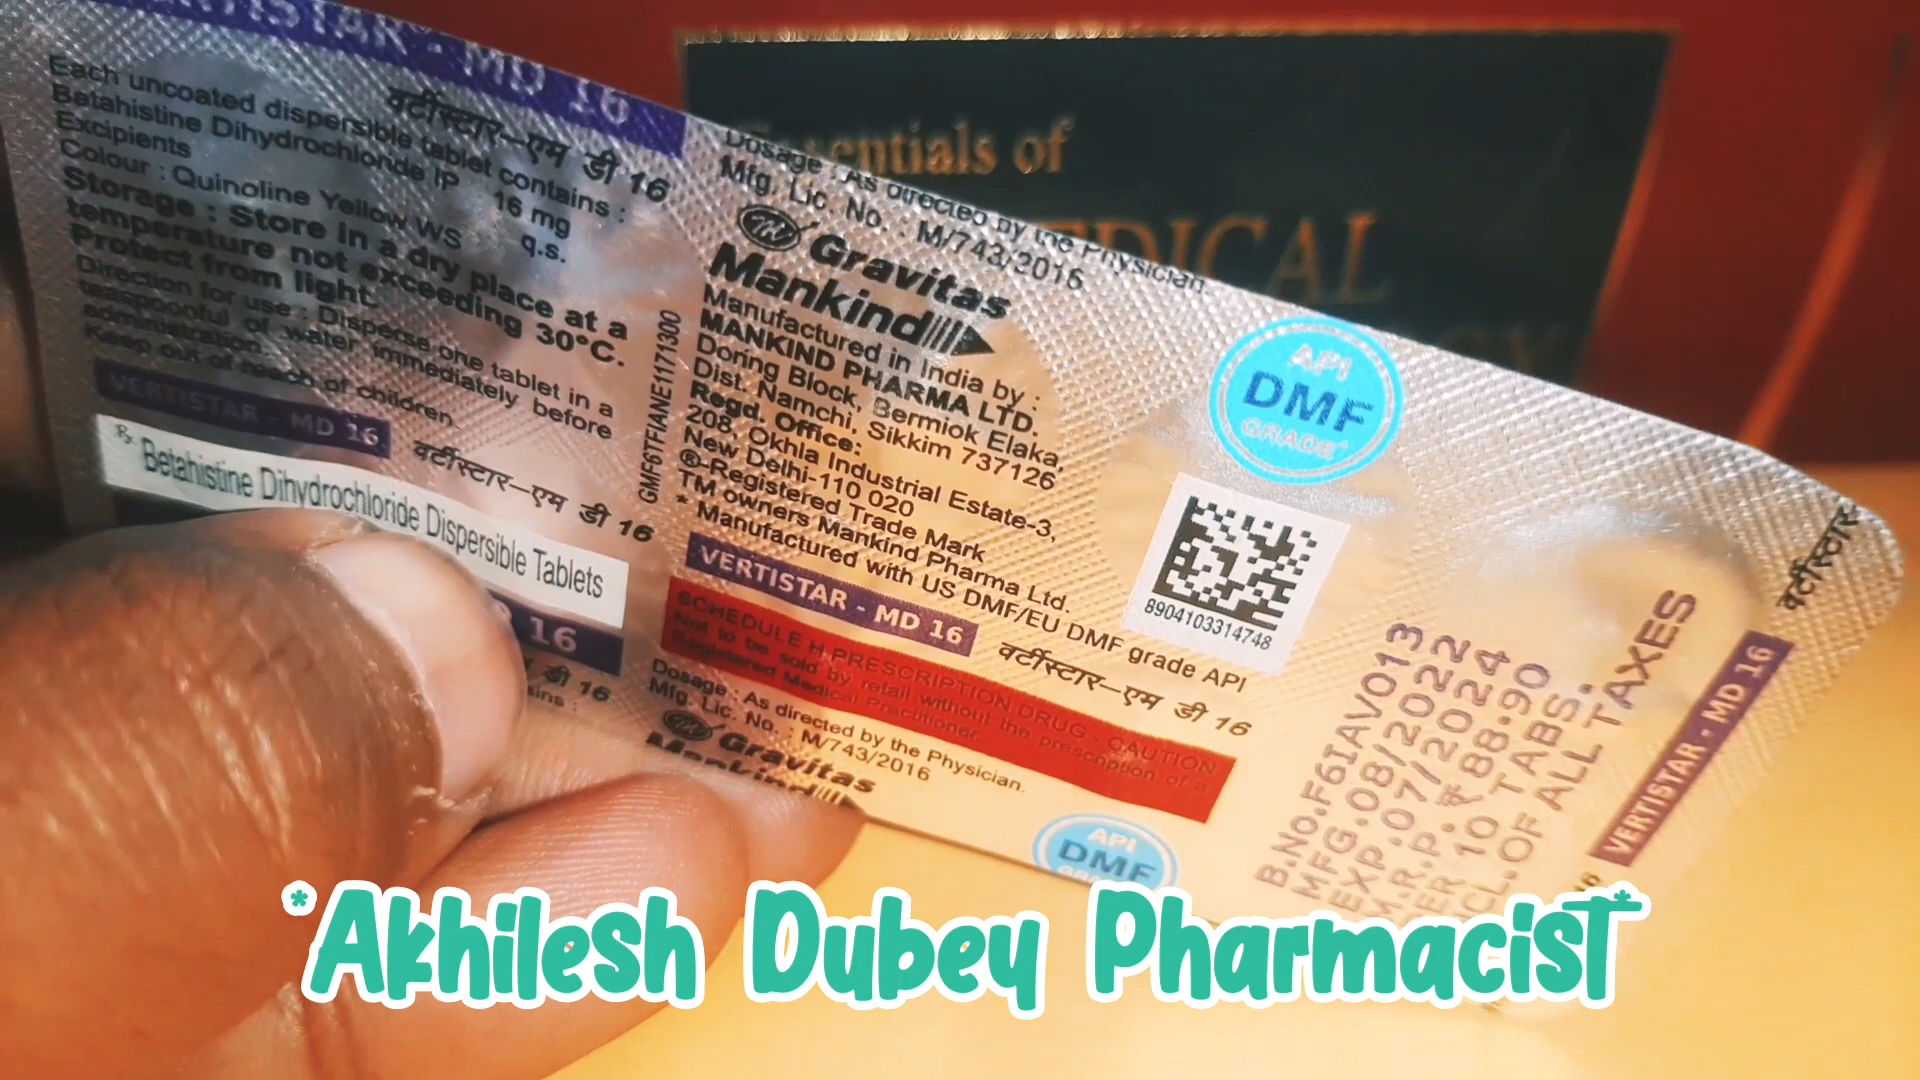 VERTISTAR - MD 16
वर्टीस्टार–एम डी 16
Each uncoated dispersible tablet contains :
Betahistine Dihydrochloride IP 16 mg
Excipients q.s.
Colour : Quinoline Yellow WS
Storage : Store in a dry place at a
temperature not exceeding 30°C.
Protect from light.
Direction for use : Disperse one tablet in a
teaspoonful of water immediately before
administration.
Keep out of reach of children.
VERTISTAR - MD 16
वर्टीस्टार–एम डी 16
Rx
Betahistine Dihydrochloride Dispersible Tablets
16
डी 16
GMF6TFIANE1171300
Dosage : As directed by the Physician.
Mfg. Lic. No. : M/743/2016
Gravitas
Mankind
Manufactured in India by :
MANKIND PHARMA LTD.
Doring Block, Bermiok Elaka,
Dist. Namchi, Sikkim 737126
Regd. Office:
208, Okhla Industrial Estate-3,
New Delhi-110 020
®-Registered Trade Mark
TM owners Mankind Pharma Ltd.
* Manufactured with US DMF/EU DMF grade API
VERTISTAR - MD 16
वर्टीस्टार–एम डी 16
SCHEDULE H PRESCRIPTION DRUG - CAUTION
Not to be sold by retail without the prescription of a
Registered Medical Practitioner.
Dosage : As directed by the Physician.
Mfg. Lic. No. : M/743/2016
Gravitas
Mankind
API
DMF
GRADE*
8904103314748
API
DMF
B.No.F6IAV013
MFG.08/2022
EXP.07/2024
M.R.P. ₹ 88.90
PER 10 TABS.
INCL.OF ALL TAXES
VERTISTAR - MD 16
वर्टीस्टार–
Essentials of
MEDICAL
*Akhilesh Dubey Pharmacist*